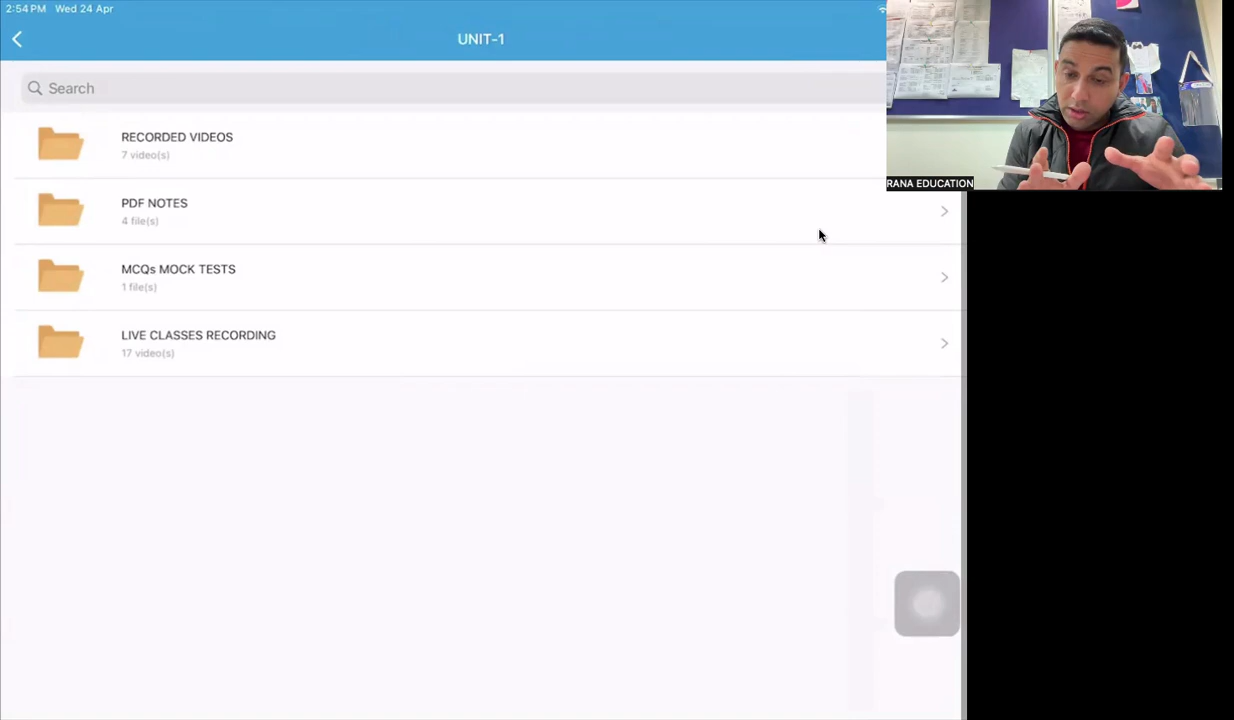 2:54 PM Wed 24 Apr
UNIT-1
Search
RECORDED VIDEOS
7 video(s)
PDF NOTES
4 file(s)
MCQs MOCK TESTS
1 file(s)
LIVE CLASSES RECORDING
17 video(s)
RANA EDUCATION